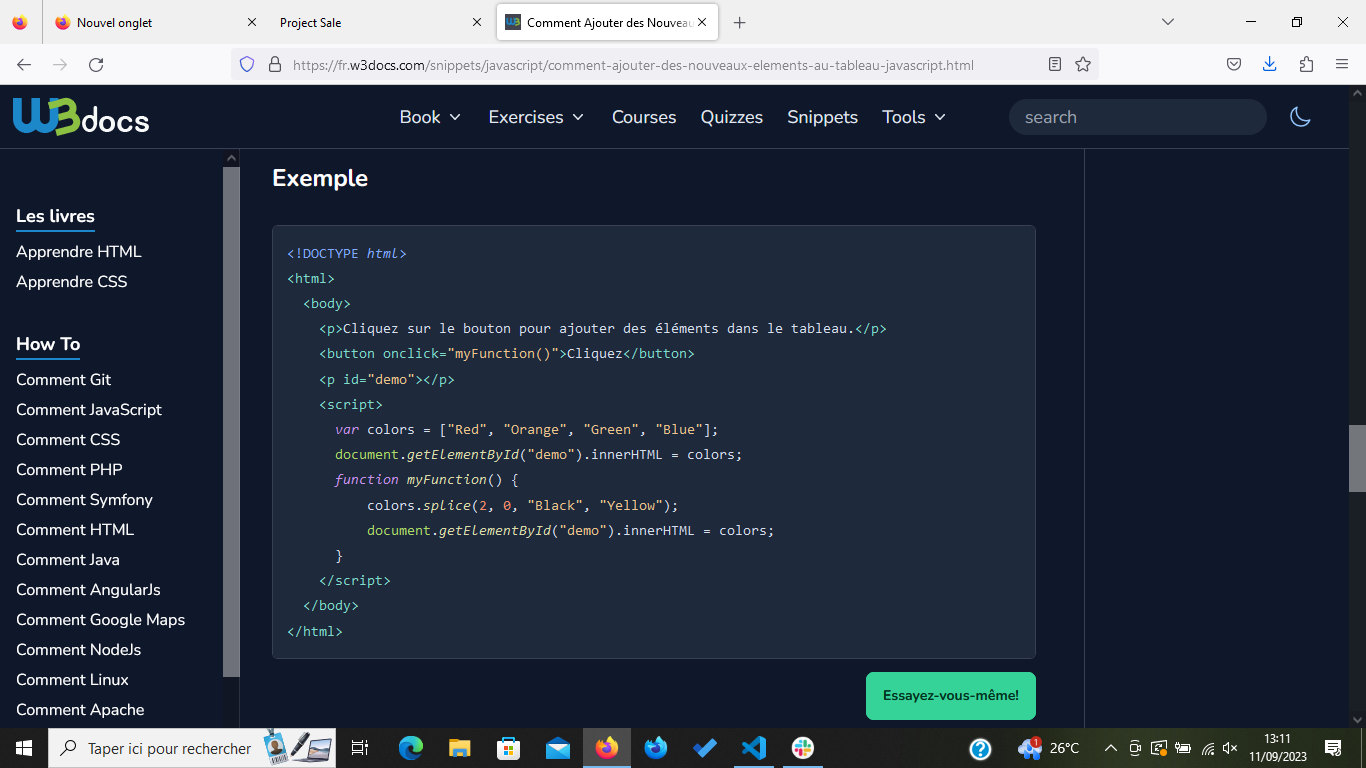 Nouvel onglet
Project Sale
Comment Ajouter des Nouveau
https://fr.w3docs.com/snippets/javascript/comment-ajouter-des-nouveaux-elements-au-tableau-javascript.html
W3docs
Book
Exercises
Courses
Quizzes
Snippets
Tools
search
Les livres
Apprendre HTML
Apprendre CSS
How To
Comment Git
Comment JavaScript
Comment CSS
Comment PHP
Comment Symfony
Comment HTML
Comment Java
Comment AngularJs
Comment Google Maps
Comment NodeJs
Comment Linux
Comment Apache
Exemple
<!DOCTYPE html>
<html>
  <body>
    <p>Cliquez sur le bouton pour ajouter des éléments dans le tableau.</p>
    <button onclick="myFunction()">Cliquez</button>
    <p id="demo"></p>
    <script>
      var colors = ["Red", "Orange", "Green", "Blue"];
      document.getElementById("demo").innerHTML = colors;
      function myFunction() {
          colors.splice(2, 0, "Black", "Yellow");
          document.getElementById("demo").innerHTML = colors;
      }
    </script>
  </body>
</html>
Essayez-vous-même!
Taper ici pour rechercher
1
26°C
13:11
11/09/2023